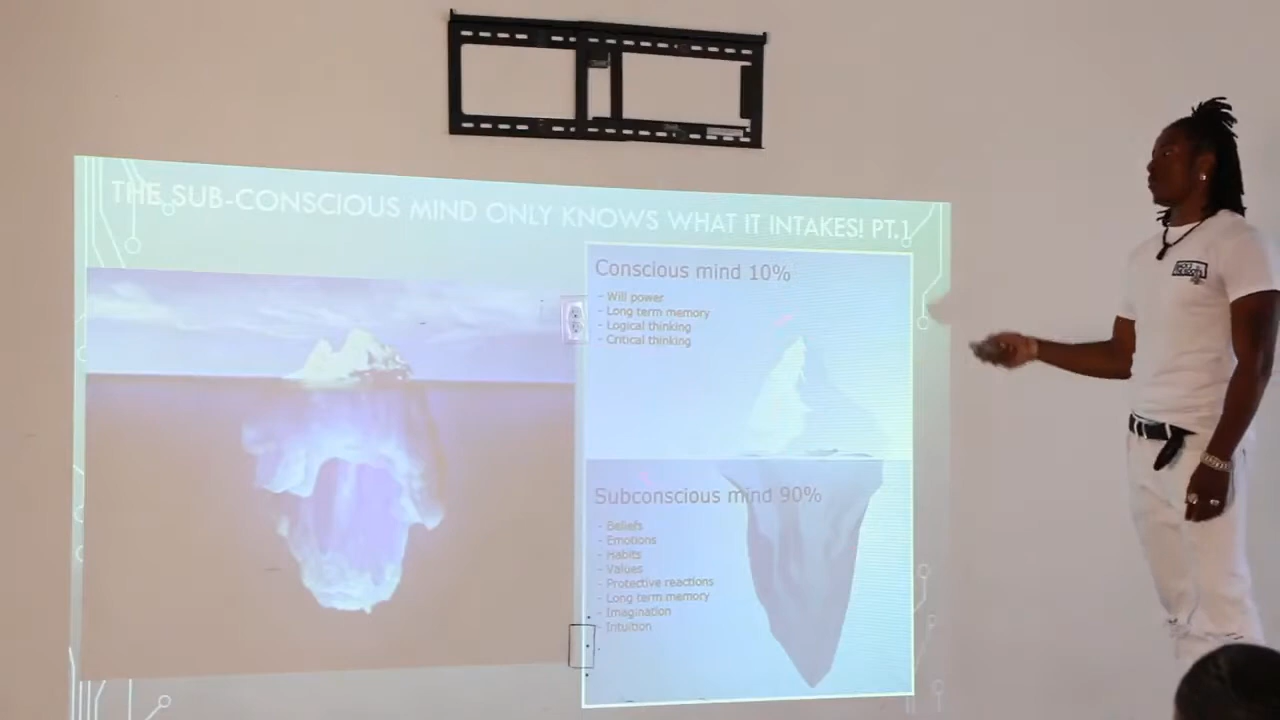 THE SUB-CONSCIOUS MIND ONLY KNOWS WHAT IT INTAKES! PT.1
Conscious mind 10%
- Will power
- Long term memory
- Logical thinking
- Critical thinking
Subconscious mind 90%
- Beliefs
- Emotions
- Habits
- Values
- Protective reactions
- Long term memory
- Imagination
- Intuition